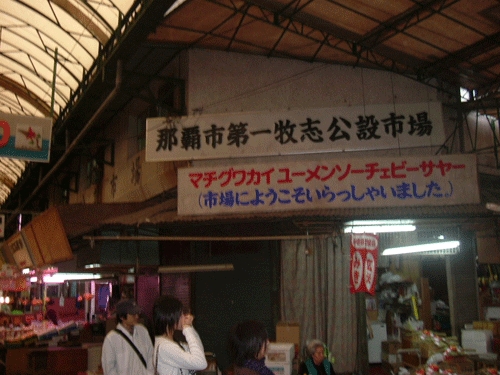 那覇市第一牧志公設市場
マチグワカイ ユーメンソーチェビーサヤー
(市場にようこそいらっしゃいました。)